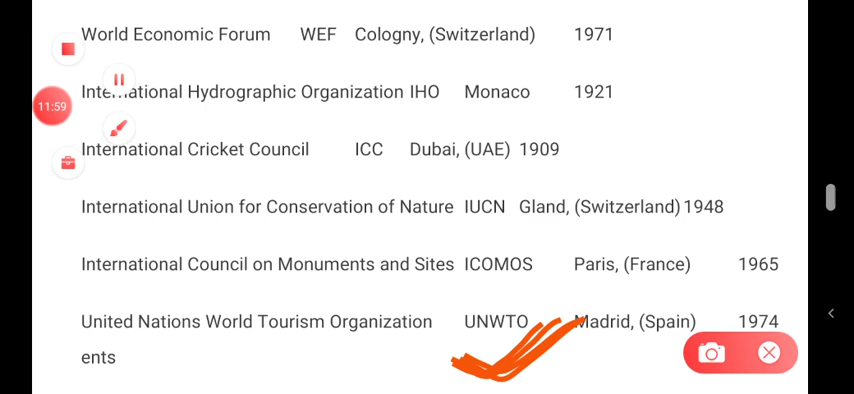 World Economic Forum WEF Cologny, (Switzerland) 1971
International Hydrographic Organization IHO Monaco 1921
11:59
International Cricket Council ICC Dubai, (UAE) 1909
International Union for Conservation of Nature IUCN Gland, (Switzerland) 1948
International Council on Monuments and Sites ICOMOS Paris, (France) 1965
United Nations World Tourism Organization UNWTO Madrid, (Spain) 1974
ents